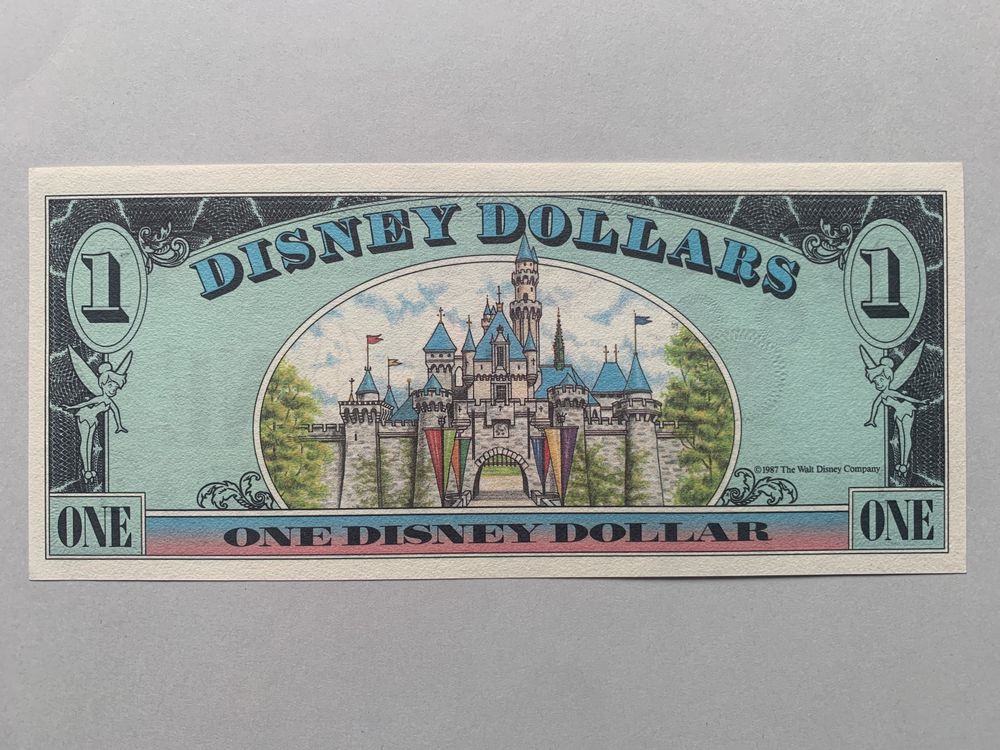 DISNEY DOLLARS
1
1
©1987 The Walt Disney Company
ONE
ONE DISNEY DOLLAR
ONE